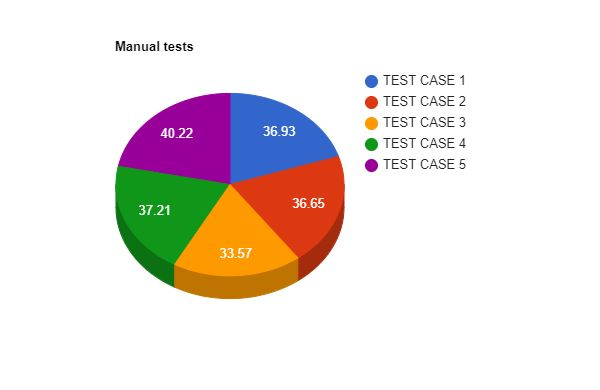 Manual tests
TEST CASE 1
TEST CASE 2
TEST CASE 3
TEST CASE 4
TEST CASE 5
40.22
36.93
36.65
37.21
33.57